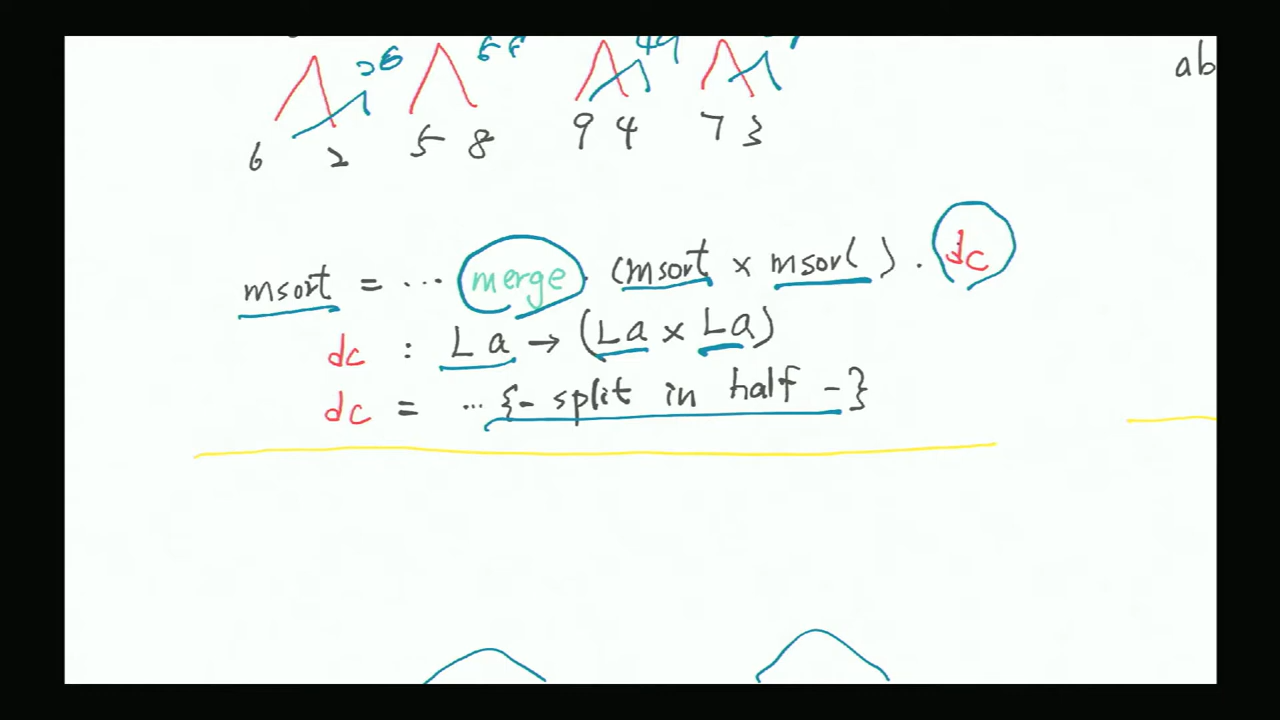 26
ab
6 2 5 8 9 4 7 3
msort = ... merge · (msort × msort) . dc
dc : L a → (La × La)
dc = ... {- split in half -}